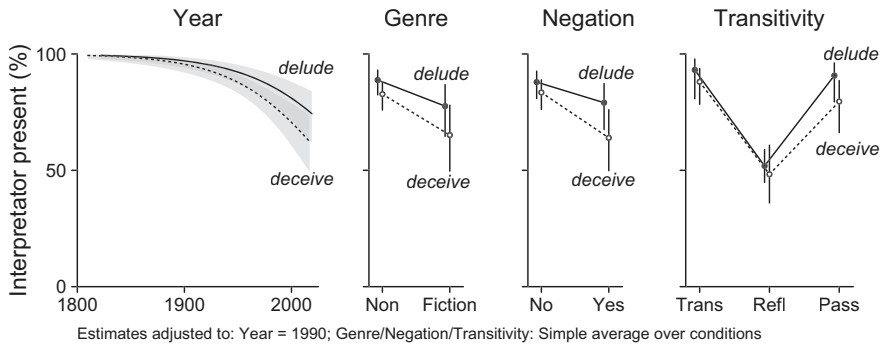 Year
Genre
Negation
Transitivity
Interpretator present (%)
100
50
0
delude
deceive
1800
1900
2000
delude
deceive
Non
Fiction
delude
deceive
No
Yes
delude
deceive
Trans
Refl
Pass
Estimates adjusted to: Year = 1990; Genre/Negation/Transitivity: Simple average over conditions